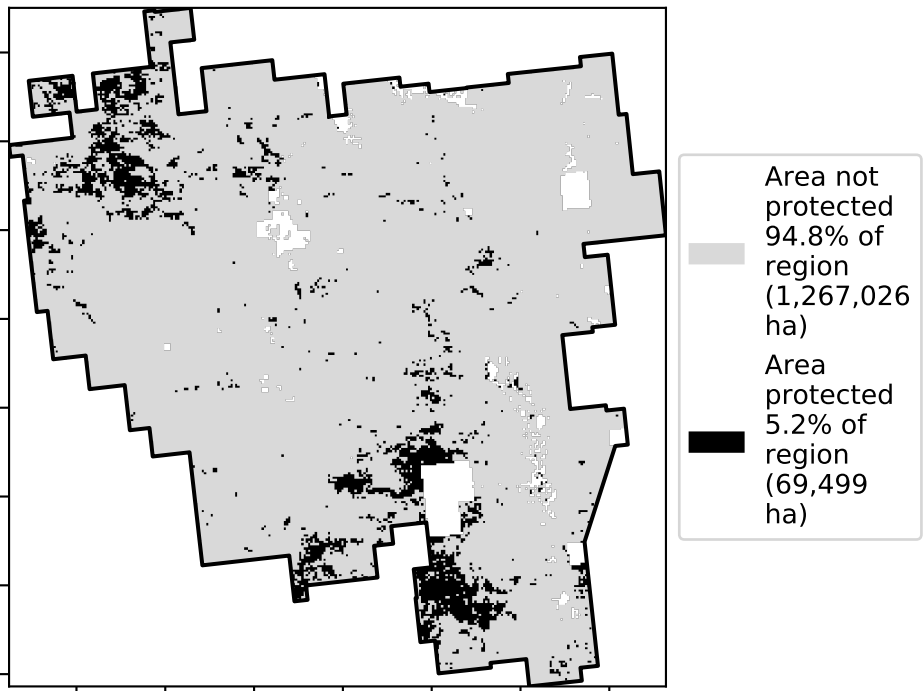 Area not
protected
94.8% of
region
(1,267,026
ha)
Area
protected
5.2% of
region
(69,499
ha)